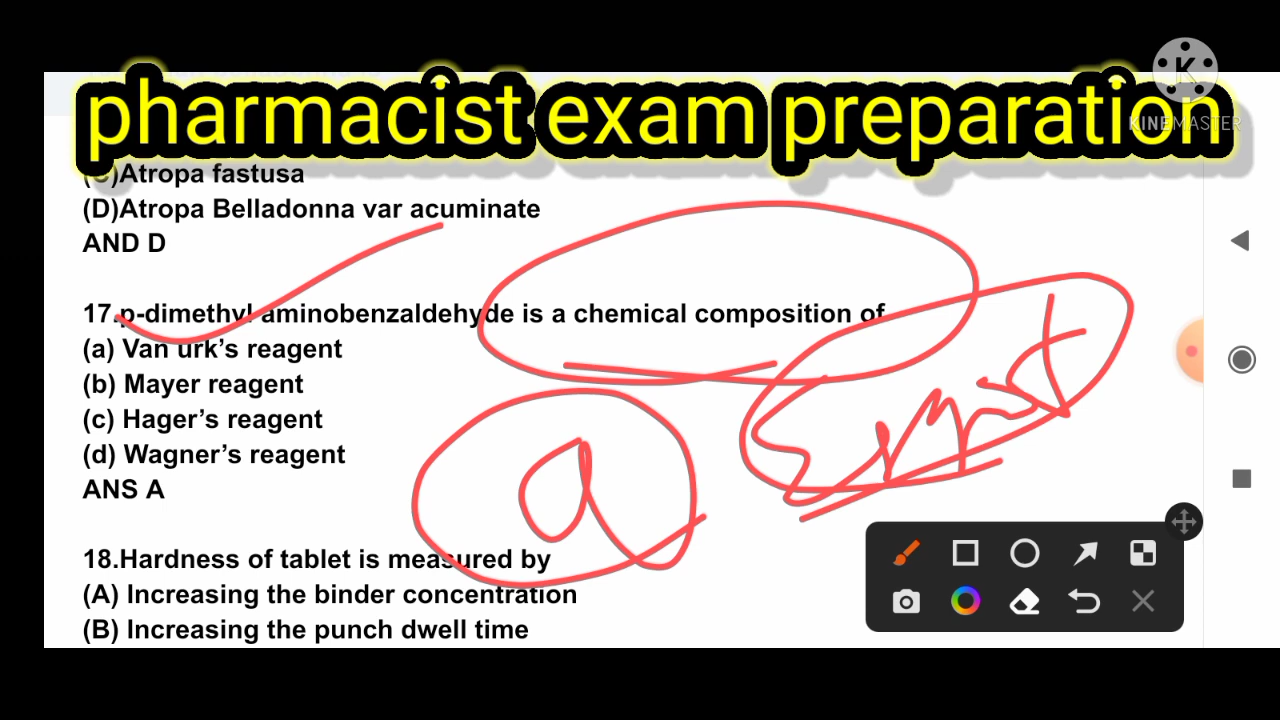 pharmacist exam preparation
KINEMASTER
(C)Atropa fastusa
(D)Atropa Belladonna var acuminate
AND D
17.p-dimethyl aminobenzaldehyde is a chemical composition of
(a) Van urk’s reagent
(b) Mayer reagent
(c) Hager’s reagent
(d) Wagner’s reagent
ANS A
a
18.Hardness of tablet is measured by
(A) Increasing the binder concentration
(B) Increasing the punch dwell time